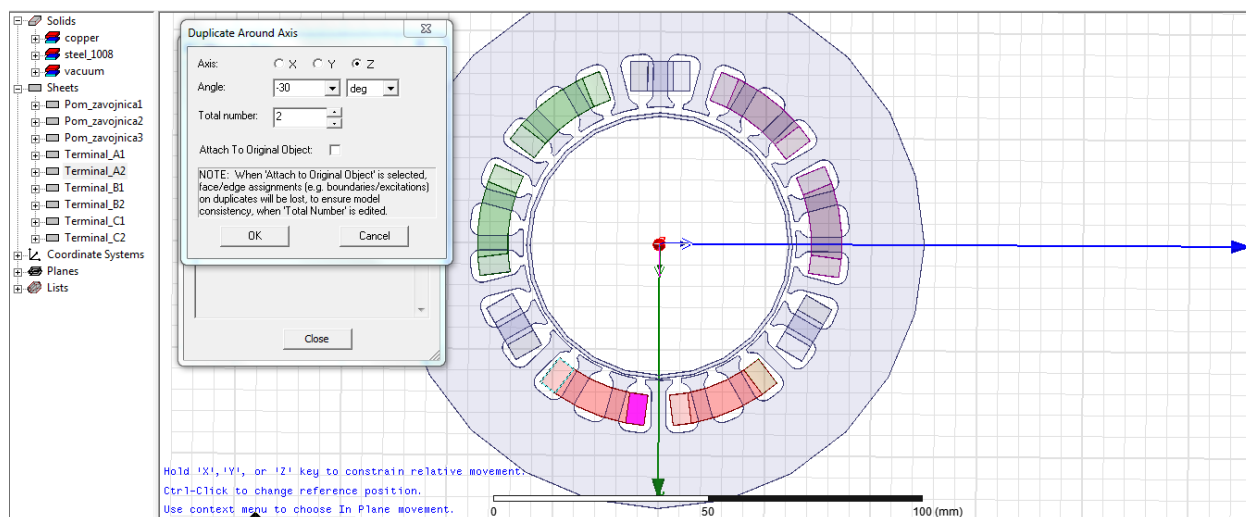 Solids
copper
steel_1008
vacuum
Sheets
Pom_zavojnica1
Pom_zavojnica2
Pom_zavojnica3
Terminal_A1
Terminal_A2
Terminal_B1
Terminal_B2
Terminal_C1
Terminal_C2
Coordinate Systems
Planes
Lists
Duplicate Around Axis
Axis: X Y Z
Angle: -30 deg
Total number: 2
Attach To Original Object:
NOTE: When 'Attach to Original Object' is selected,
face/edge assignments (e.g. boundaries/excitations)
on duplicates will be lost, to ensure model
consistency, when 'Total Number' is edited.
OK Cancel
Close
Hold 'X','Y', or 'Z' key to constrain relative movement.
Ctrl-Click to change reference position.
Use context menu to choose In Plane movement.
0 50 100 (mm)